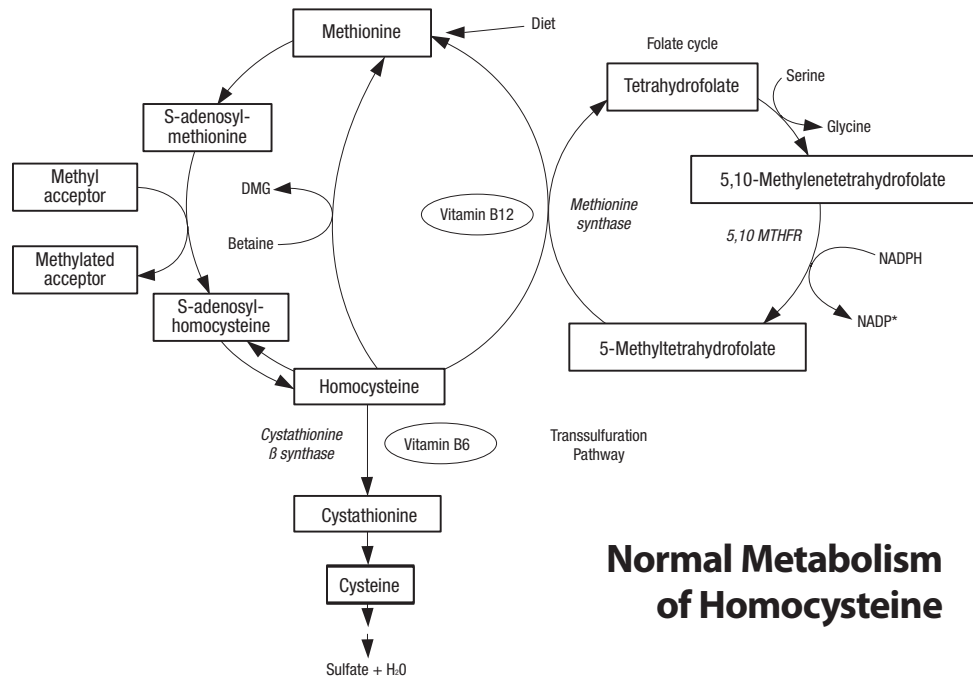 Methionine
Diet
Folate cycle
Tetrahydrofolate
Serine
Glycine
S-adenosyl-
methionine
Methyl
acceptor
Methylated
acceptor
DMG
Betaine
Vitamin B12
Methionine
synthase
5,10-Methylenetetrahydrofolate
5,10 MTHFR
NADPH
NADP*
S-adenosyl-
homocysteine
5-Methyltetrahydrofolate
Homocysteine
Cystathionine
ß synthase
Vitamin B6
Transsulfuration
Pathway
Cystathionine
Cysteine
Sulfate + H₂0
Normal Metabolism
of Homocysteine